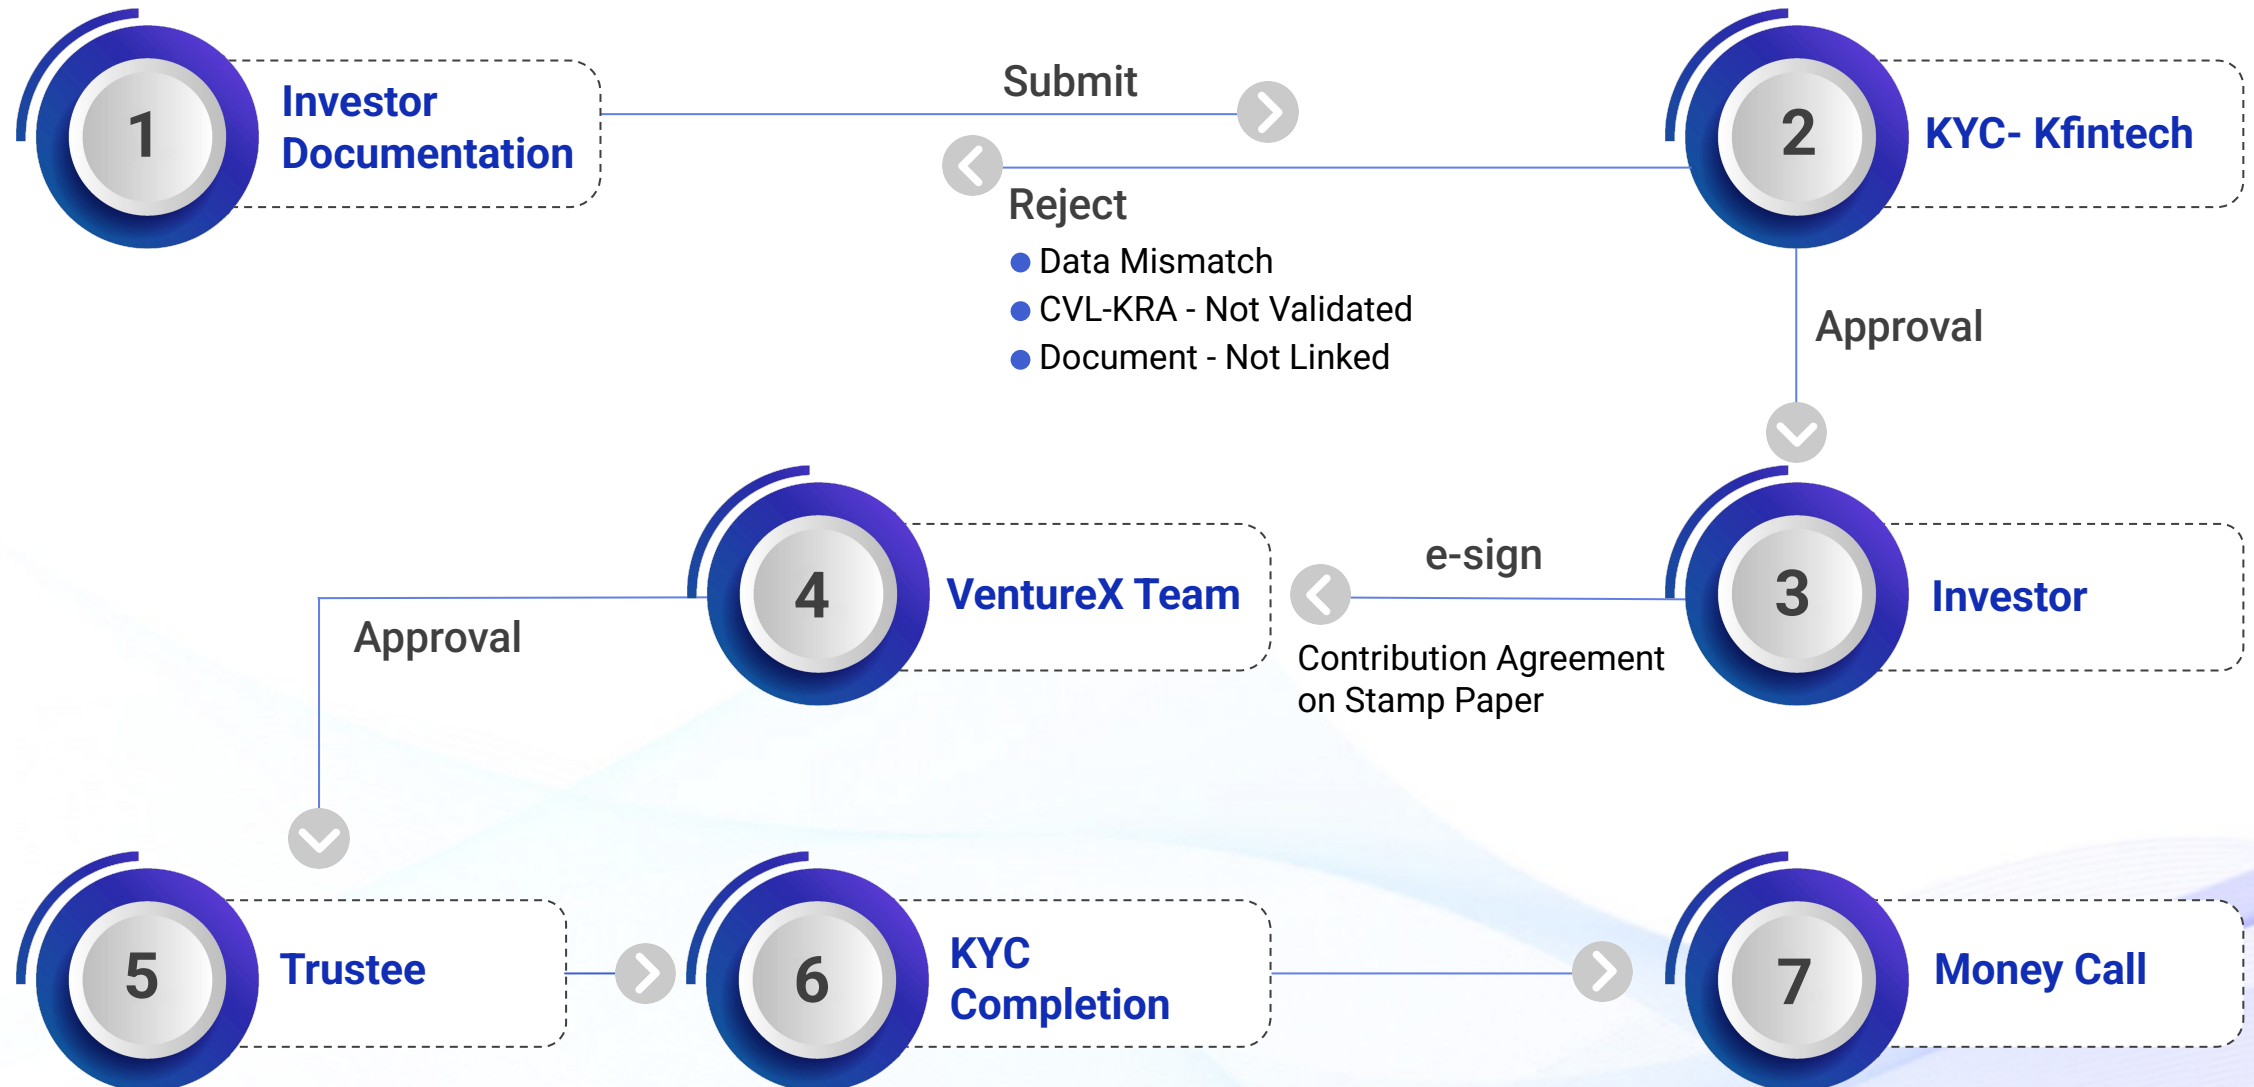 1
Investor
Documentation
Submit
2
KYC- Kfintech
Reject
Data Mismatch
CVL-KRA - Not Validated
Document - Not Linked
Approval
3
Investor
e-sign
Contribution Agreement
on Stamp Paper
4
VentureX Team
Approval
5
Trustee
6
KYC
Completion
7
Money Call